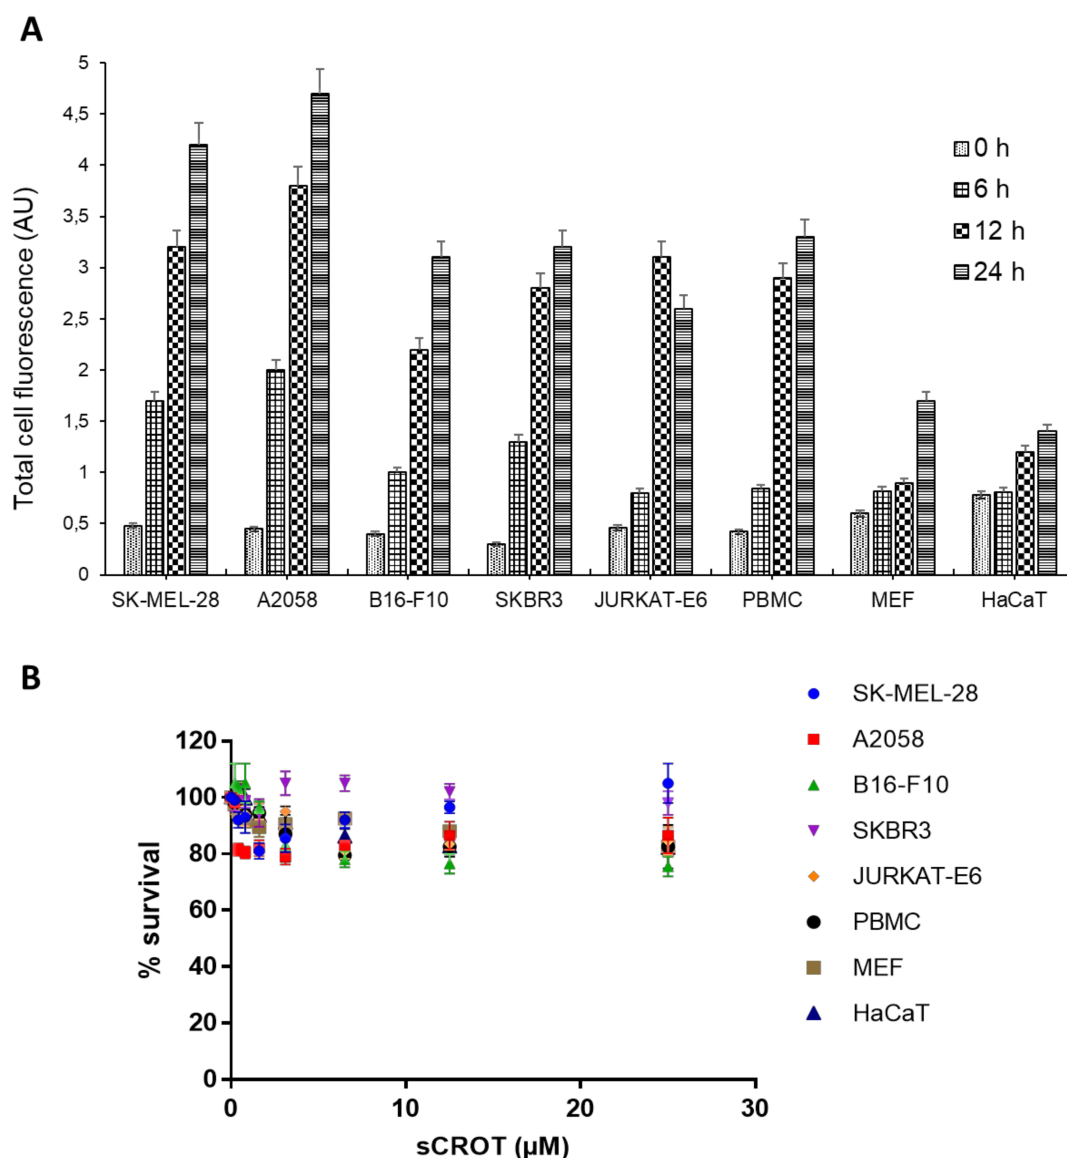 A
Total cell fluorescence (AU)
5
4,5
4
3,5
3
2,5
2
1,5
1
0,5
0
0 h
6 h
12 h
24 h
SK-MEL-28 A2058 B16-F10 SKBR3 JURKAT-E6 PBMC MEF HaCaT
B
% survival
120
100
80
60
40
20
0
0 10 20 30
sCROT (μM)
SK-MEL-28
A2058
B16-F10
SKBR3
JURKAT-E6
PBMC
MEF
HaCaT